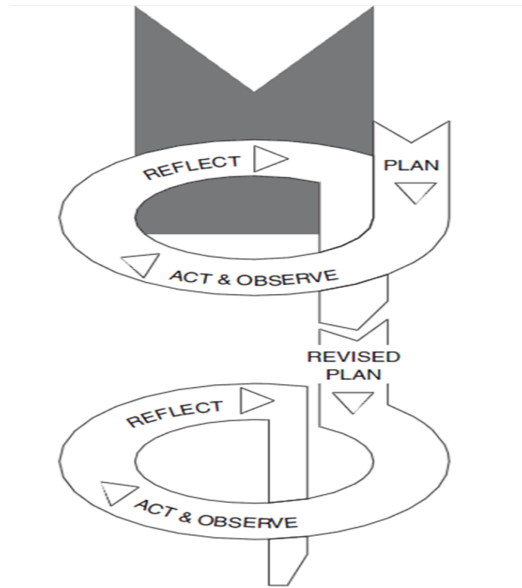 PLAN
REFLECT
ACT & OBSERVE
REVISED
PLAN
REFLECT
ACT & OBSERVE